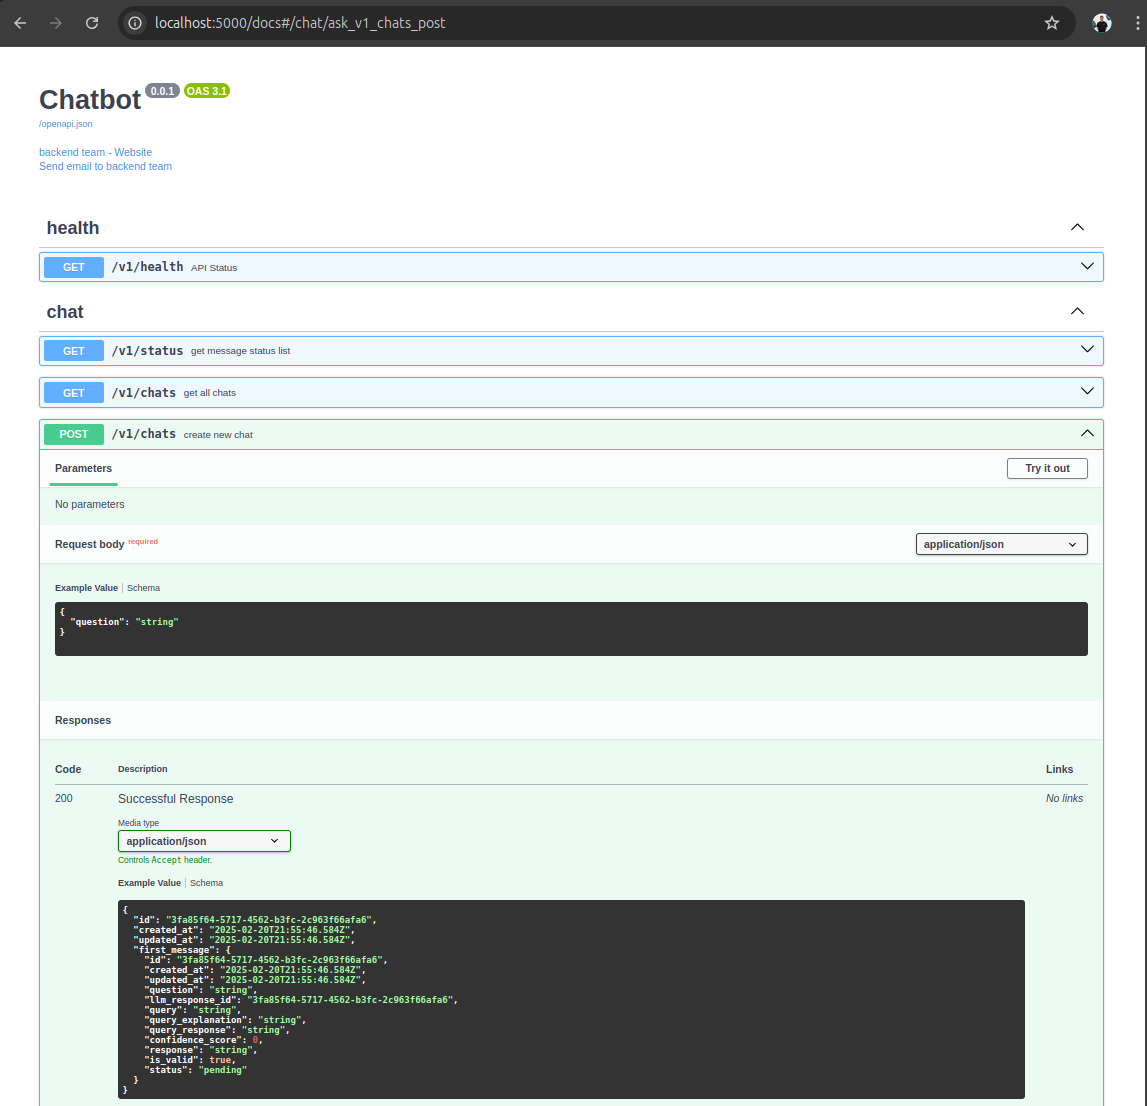 localhost:5000/docs#/chat/ask_v1_chats_post
Chatbot 0.0.1 OAS 3.1
/openapi.json
backend team - Website
Send email to backend team
health
GET /v1/health API Status
chat
GET /v1/status get message status list
GET /v1/chats get all chats
POST /v1/chats create new chat
Parameters Try it out
No parameters
Request body required application/json
Example Value Schema
{
"question": "string"
}
Responses
Code Description Links
200 Successful Response No links
Media type
application/json
Controls Accept header.
Example Value Schema
{
"id": "3fa85f64-5717-4562-b3fc-2c963f66afa6",
"created_at": "2025-02-20T21:55:46.584Z",
"updated_at": "2025-02-20T21:55:46.584Z",
"first_message": {
"id": "3fa85f64-5717-4562-b3fc-2c963f66afa6",
"created_at": "2025-02-20T21:55:46.584Z",
"updated_at": "2025-02-20T21:55:46.584Z",
"question": "string",
"llm_response_id": "3fa85f64-5717-4562-b3fc-2c963f66afa6",
"query": "string",
"query_explanation": "string",
"query_response": "string",
"confidence_score": 0,
"response": "string",
"is_valid": true,
"status": "pending"
}
}